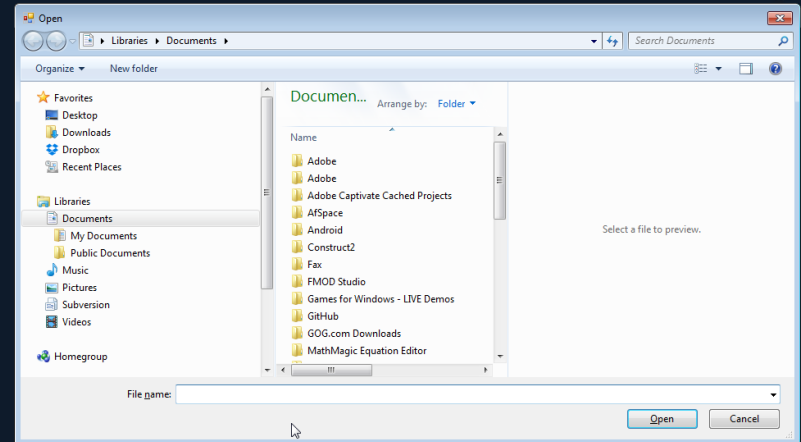 Open
Libraries
Documents
Search Documents
Organize
New folder
Favorites
Desktop
Downloads
Dropbox
Recent Places
Libraries
Documents
My Documents
Public Documents
Music
Pictures
Subversion
Videos
Homegroup
Documen...
Arrange by: Folder
Name
Adobe
Adobe
Adobe Captivate Cached Projects
AfSpace
Android
Construct2
Fax
FMOD Studio
Games for Windows - LIVE Demos
GitHub
GOG.com Downloads
MathMagic Equation Editor
Select a file to preview.
File name:
Open
Cancel